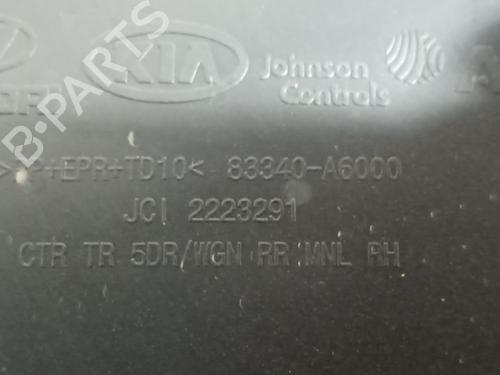 KIA
Johnson
Controls
B-PARTS
>P+EPR+TD10< 83340-A6000
JCI 2223291
CTR TR 5DR/WGN RR MNL RH